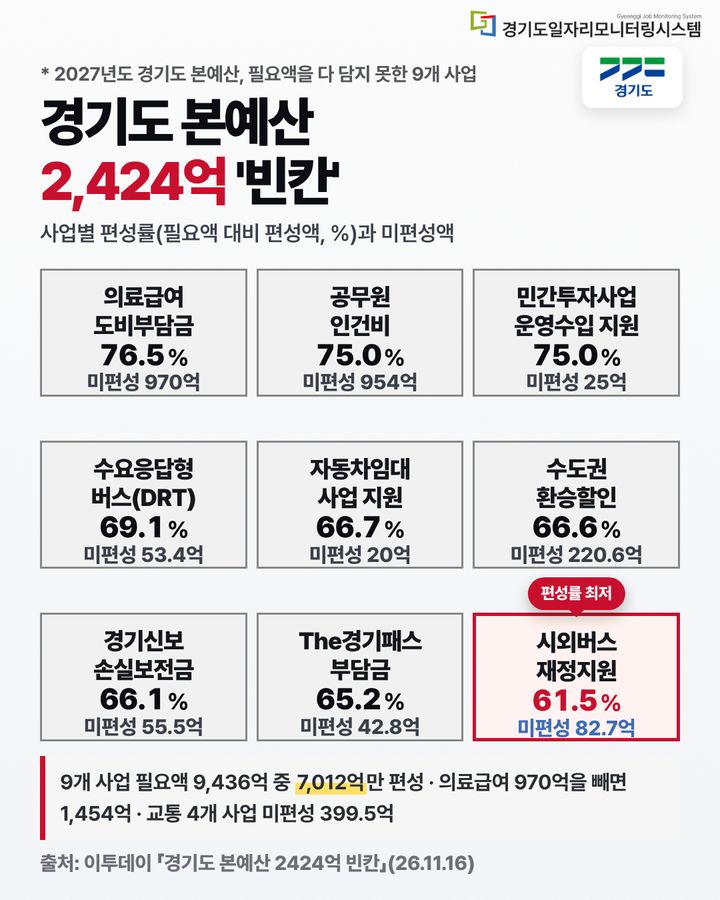 Gyeonggi Job Monitoring System
경기도일자리모니터링시스템
경기도
* 2027년도 경기도 본예산, 필요액을 다 담지 못한 9개 사업
경기도 본예산
2,424억 '빈칸'
사업별 편성률(필요액 대비 편성액, %)과 미편성액
의료급여
도비부담금
76.5%
미편성 970억
공무원
인건비
75.0%
미편성 954억
민간투자사업
운영수입 지원
75.0%
미편성 25억
수요응답형
버스(DRT)
69.1%
미편성 53.4억
자동차임대
사업 지원
66.7%
미편성 20억
수도권
환승할인
66.6%
미편성 220.6억
경기신보
손실보전금
66.1%
미편성 55.5억
The경기패스
부담금
65.2%
미편성 42.8억
편성률 최저
시외버스
재정지원
61.5%
미편성 82.7억
9개 사업 필요액 9,436억 중 7,012억만 편성 · 의료급여 970억을 빼면
1,454억 · 교통 4개 사업 미편성 399.5억
출처: 이투데이 「경기도 본예산 2424억 빈칸」(26.11.16)